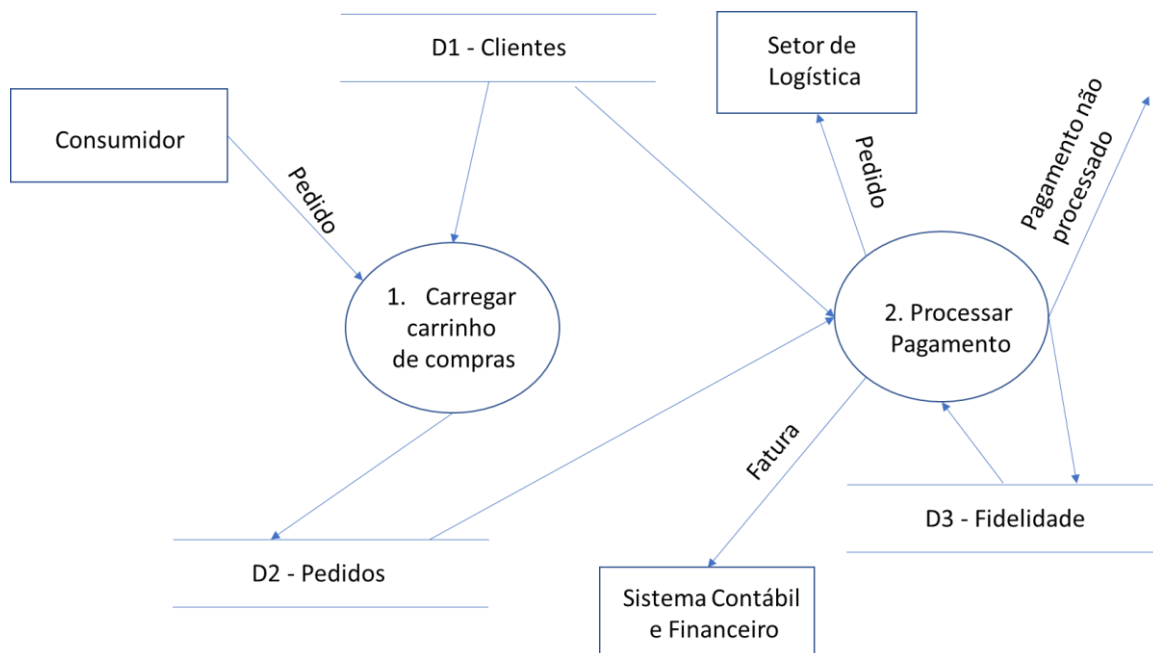 D1 - Clientes
Setor de
Logística
Consumidor
Pedido
Pedido
Pagamento não
processado
1. Carregar
carrinho
de compras
2. Processar
Pagamento
Fatura
D3 - Fidelidade
D2 - Pedidos
Sistema Contábil
e Financeiro